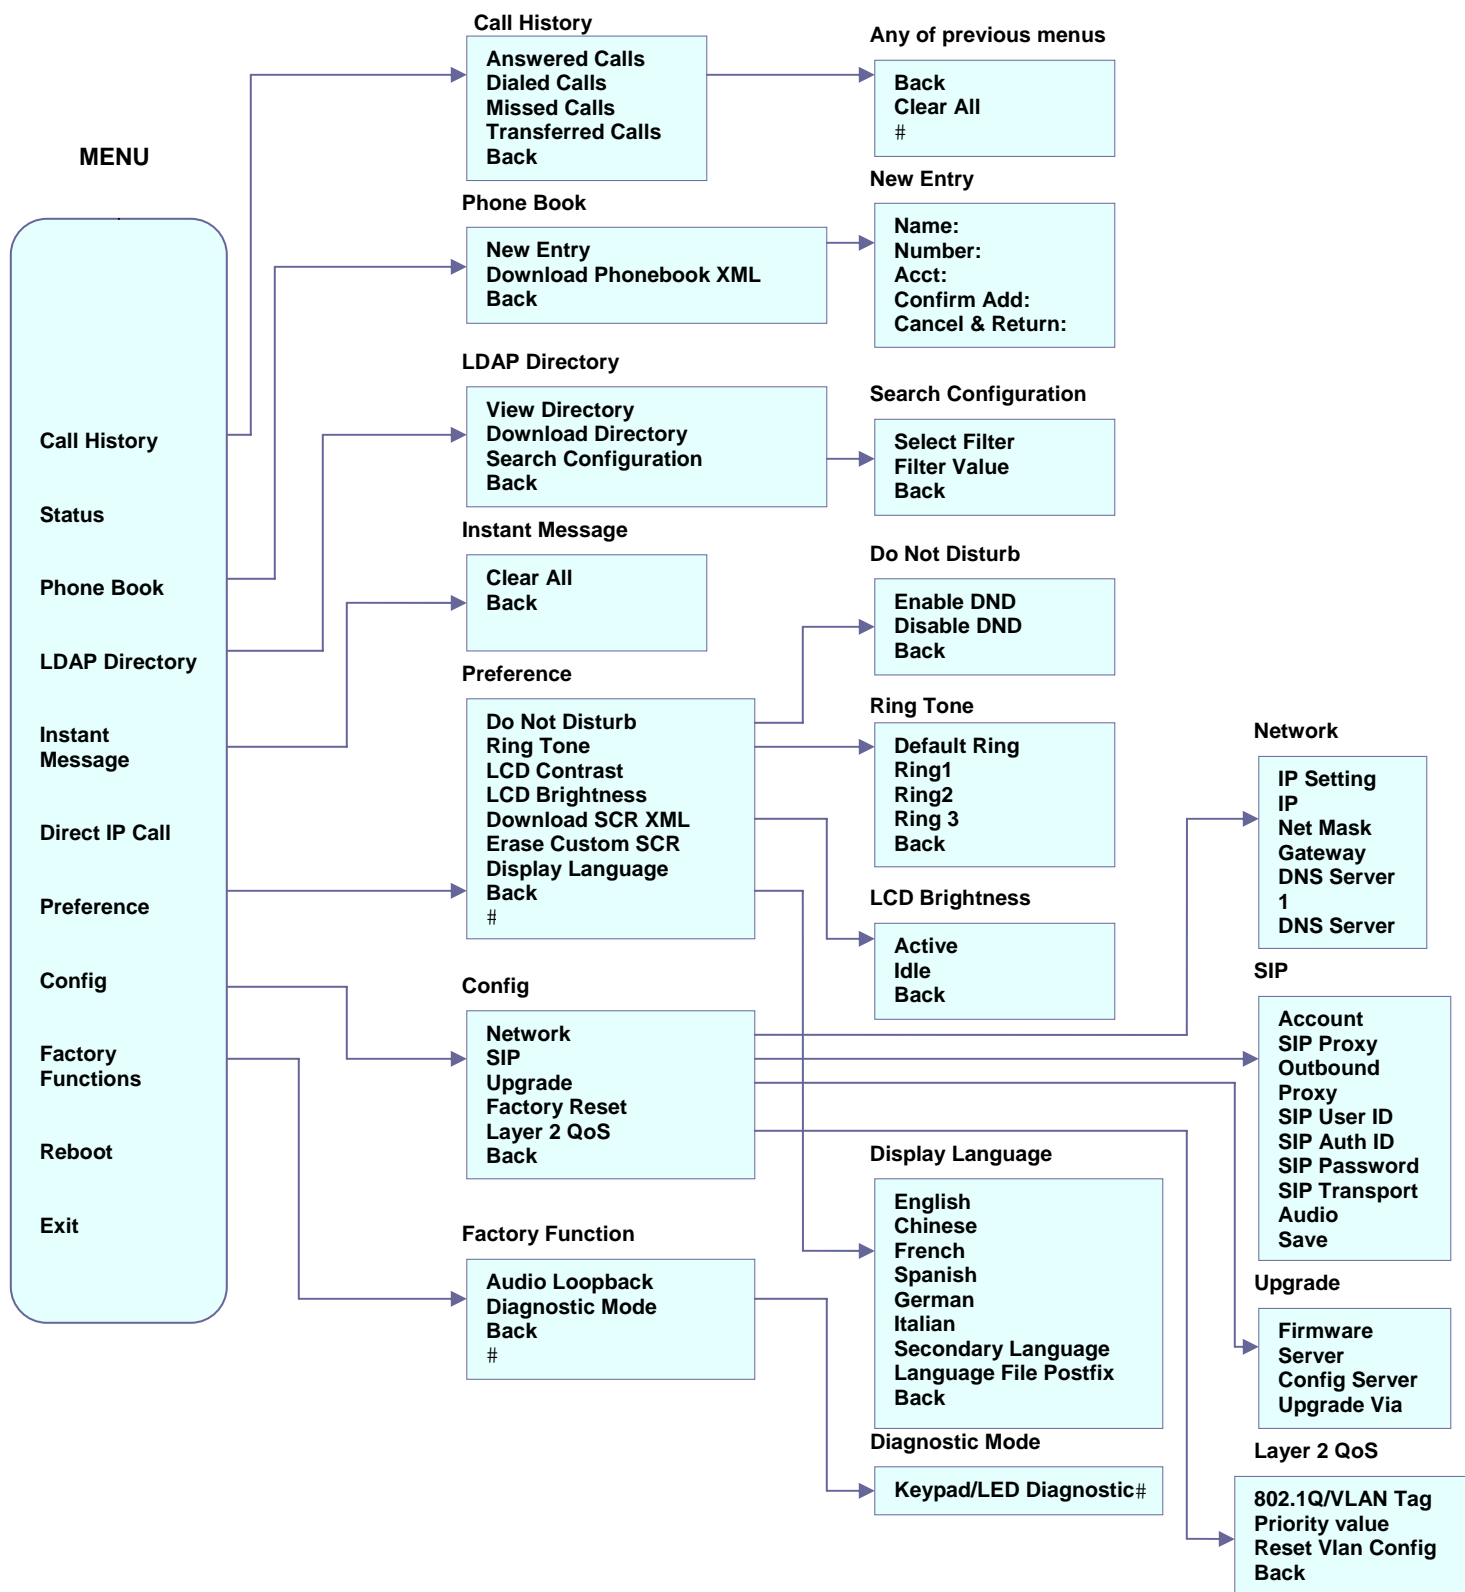 MENU
Call History
Status
Phone Book
LDAP Directory
Instant
Message
Direct IP Call
Preference
Config
Factory
Functions
Reboot
Exit
Call History
Answered Calls
Dialed Calls
Missed Calls
Transferred Calls
Back
Phone Book
New Entry
Download Phonebook XML
Back
LDAP Directory
View Directory
Download Directory
Search Configuration
Back
Instant Message
Clear All
Back
Preference
Do Not Disturb
Ring Tone
LCD Contrast
LCD Brightness
Download SCR XML
Erase Custom SCR
Display Language
Back
#
Config
Network
SIP
Upgrade
Factory Reset
Layer 2 QoS
Back
Factory Function
Audio Loopback
Diagnostic Mode
Back
#
Any of previous menus
Back
Clear All
#
New Entry
Name:
Number:
Acct:
Confirm Add:
Cancel & Return:
Search Configuration
Select Filter
Filter Value
Back
Do Not Disturb
Enable DND
Disable DND
Back
Ring Tone
Default Ring
Ring1
Ring2
Ring 3
Back
LCD Brightness
Active
Idle
Back
Display Language
English
Chinese
French
Spanish
German
Italian
Secondary Language
Language File Postfix
Back
Diagnostic Mode
Keypad/LED Diagnostic#
Network
IP Setting
IP
Net Mask
Gateway
DNS Server
1
DNS Server
SIP
Account
SIP Proxy
Outbound
Proxy
SIP User ID
SIP Auth ID
SIP Password
SIP Transport
Audio
Save
Upgrade
Firmware
Server
Config Server
Upgrade Via
Layer 2 QoS
802.1Q/VLAN Tag
Priority value
Reset Vlan Config
Back